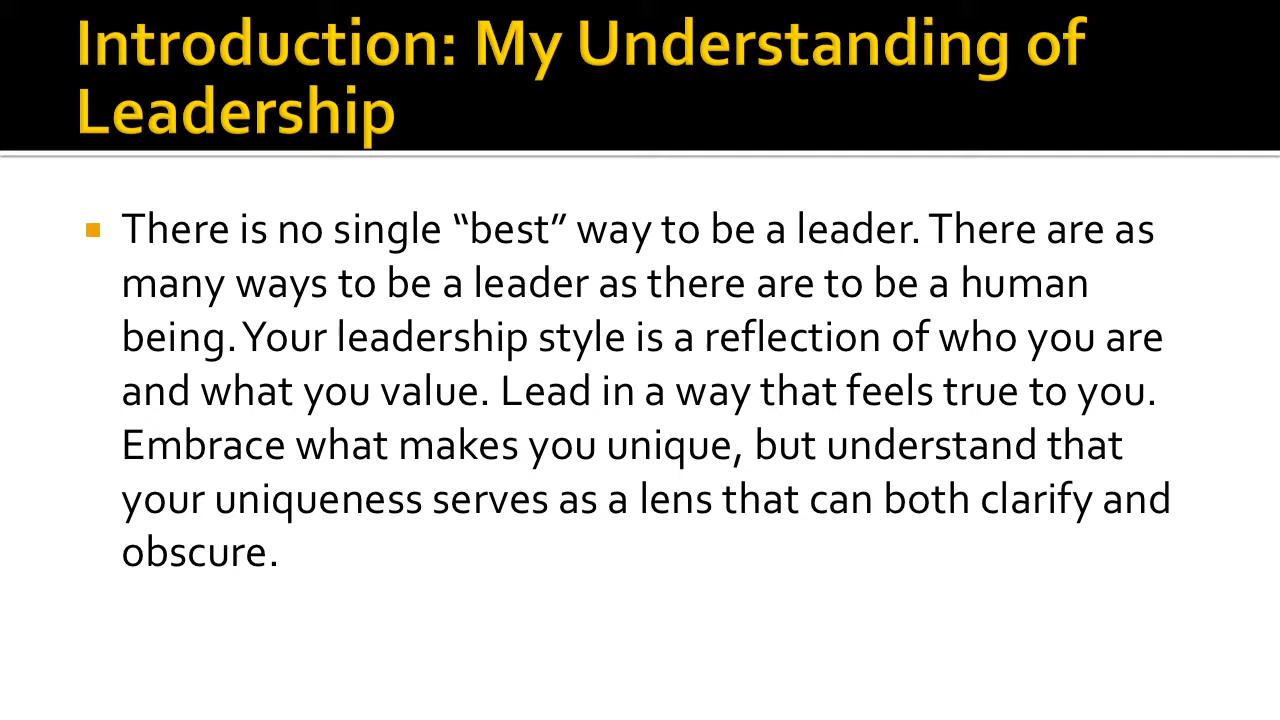 Introduction: My Understanding of
Leadership
There is no single “best” way to be a leader. There are as
many ways to be a leader as there are to be a human
being. Your leadership style is a reflection of who you are
and what you value. Lead in a way that feels true to you.
Embrace what makes you unique, but understand that
your uniqueness serves as a lens that can both clarify and
obscure.